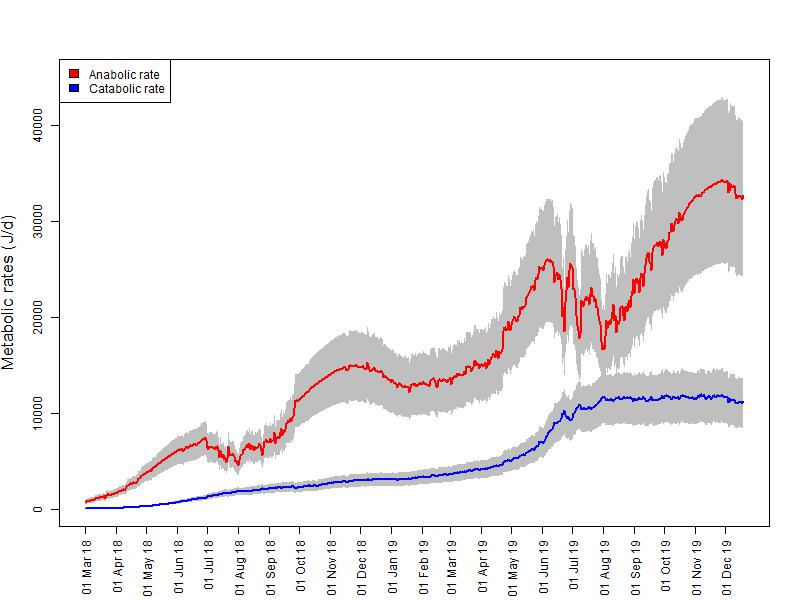 Anabolic rate
Catabolic rate
Metabolic rates (J/d)
40000
30000
20000
10000
0
01 Mar 18
01 Apr 18
01 May 18
01 Jun 18
01 Jul 18
01 Aug 18
01 Sep 18
01 Oct 18
01 Nov 18
01 Dec 18
01 Jan 19
01 Feb 19
01 Mar 19
01 Apr 19
01 May 19
01 Jun 19
01 Jul 19
01 Aug 19
01 Sep 19
01 Oct 19
01 Nov 19
01 Dec 19